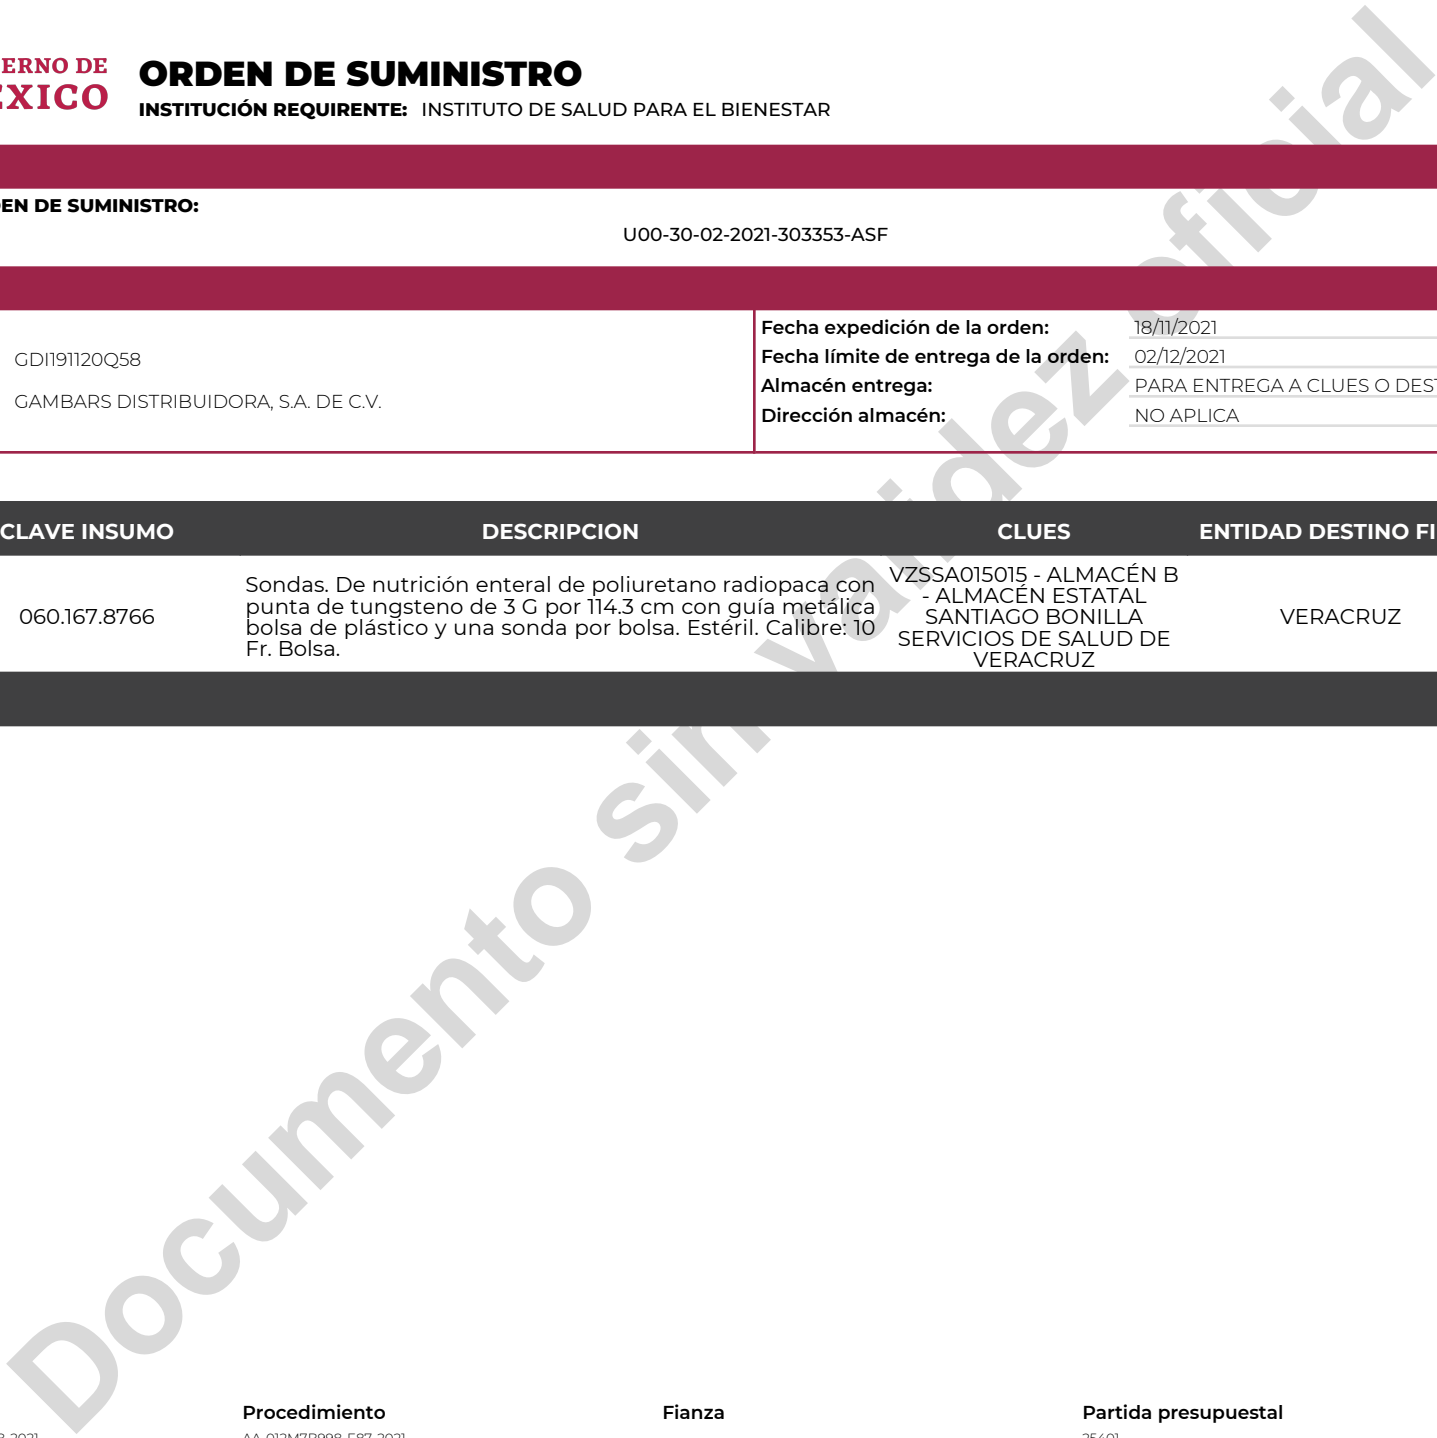 ERNO DE
ÉXICO
ORDEN DE SUMINISTRO
INSTITUCIÓN REQUIRENTE: INSTITUTO DE SALUD PARA EL BIENESTAR
EN DE SUMINISTRO:
U00-30-02-2021-303353-ASF
GDI191120Q58
GAMBARS DISTRIBUIDORA, S.A. DE C.V.
Fecha expedición de la orden: 18/11/2021
Fecha límite de entrega de la orden: 02/12/2021
Almacén entrega: PARA ENTREGA A CLUES O DEST
Dirección almacén: NO APLICA
CLAVE INSUMO DESCRIPCION CLUES ENTIDAD DESTINO FI
060.167.8766
Sondas. De nutrición enteral de poliuretano radiopaca con
punta de tungsteno de 3 G por 114.3 cm con guía metálica
bolsa de plástico y una sonda por bolsa. Estéril. Calibre: 10
Fr. Bolsa.
VZSSA015015 - ALMACÉN B
- ALMACÉN ESTATAL
SANTIAGO BONILLA
SERVICIOS DE SALUD DE
VERACRUZ
VERACRUZ
Documento sin validez oficial
Procedimiento Fianza Partida presupuestal